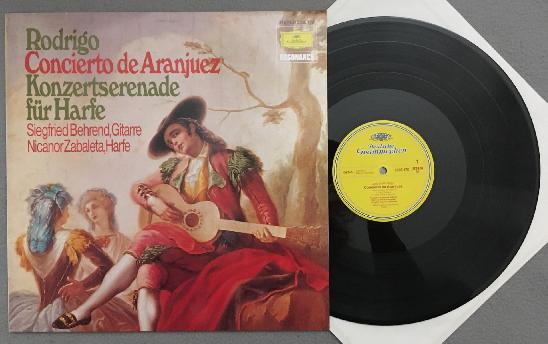 Rodrigo
Concierto de Aranjuez
Konzertserenade
für Harfe
Siegfried Behrend, Gitarre
Nicanor Zabaleta, Harfe
RESONANCE
Deutsche
Grammophon
1
Concierto de Aranjuez